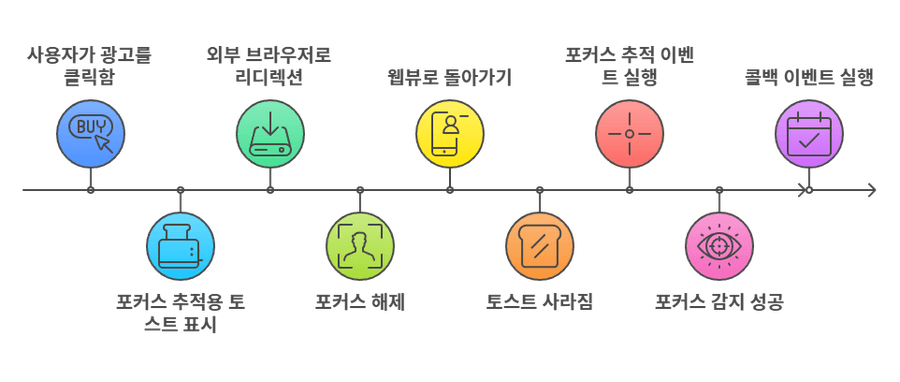 사용자가 광고를
클릭함
외부 브라우저로
리디렉션
웹뷰로 돌아가기
포커스 추적 이벤
트 실행
콜백 이벤트 실행
BUY
포커스 추적용 토
스트 표시
포커스 해제
토스트 사라짐
포커스 감지 성공